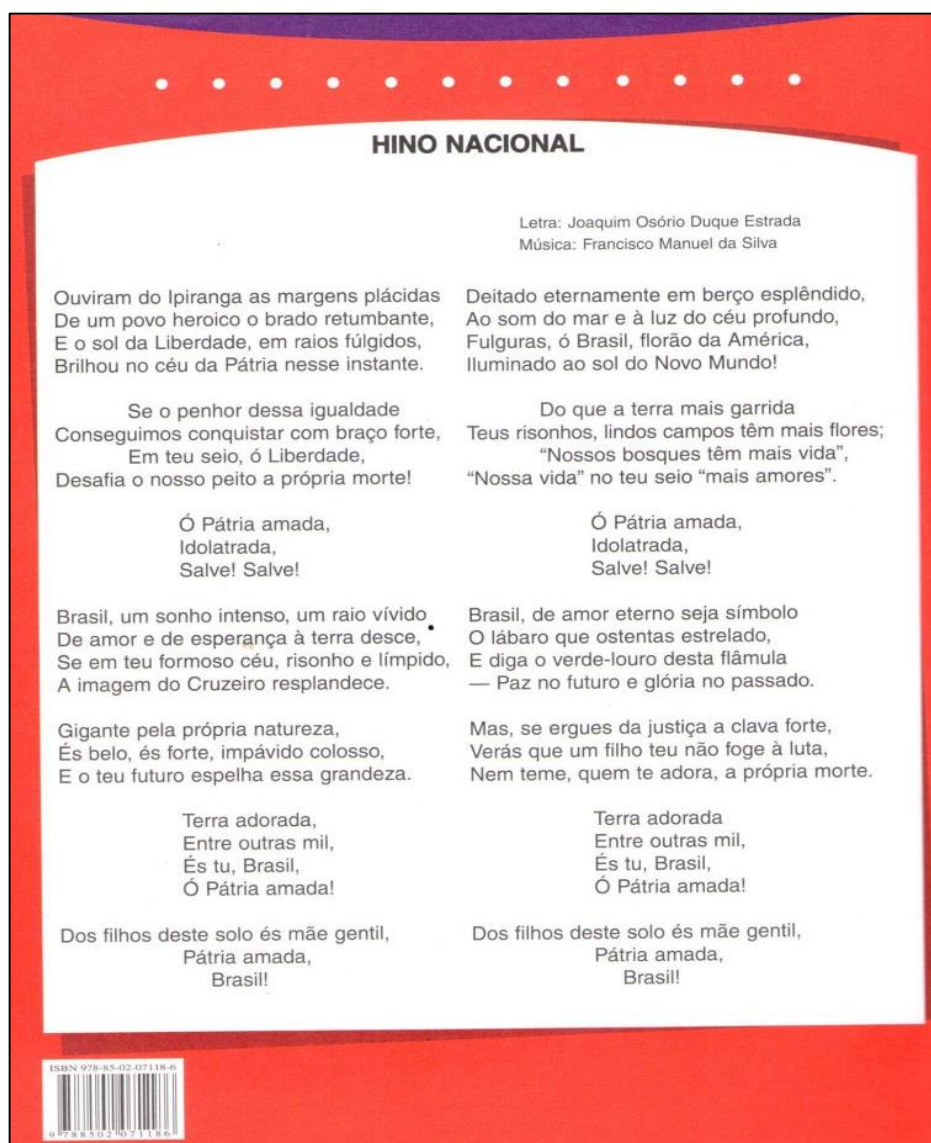 HINO NACIONAL
Letra: Joaquim Osório Duque Estrada
Música: Francisco Manuel da Silva
Ouviram do Ipiranga as margens plácidas
De um povo heroico o brado retumbante,
E o sol da Liberdade, em raios fúlgidos,
Brilhou no céu da Pátria nesse instante.
Se o penhor dessa igualdade
Conseguimos conquistar com braço forte,
Em teu seio, ó Liberdade,
Desafia o nosso peito a própria morte!
Ó Pátria amada,
Idolatrada,
Salve! Salve!
Brasil, um sonho intenso, um raio vívido
De amor e de esperança à terra desce,
Se em teu formoso céu, risonho e límpido,
A imagem do Cruzeiro resplandece.
Gigante pela própria natureza,
És belo, és forte, impávido colosso,
E o teu futuro espelha essa grandeza.
Terra adorada,
Entre outras mil,
És tu, Brasil,
Ó Pátria amada!
Dos filhos deste solo és mãe gentil,
Pátria amada,
Brasil!
Deitado eternamente em berço esplêndido,
Ao som do mar e à luz do céu profundo,
Fulguras, ó Brasil, florão da América,
Iluminado ao sol do Novo Mundo!
Do que a terra mais garrida
Teus risonhos, lindos campos têm mais flores;
“Nossos bosques têm mais vida”,
“Nossa vida” no teu seio “mais amores”.
Ó Pátria amada,
Idolatrada,
Salve! Salve!
Brasil, de amor eterno seja símbolo
O lábaro que ostentas estrelado,
E diga o verde-louro desta flâmula
— Paz no futuro e glória no passado.
Mas, se ergues da justiça a clava forte,
Verás que um filho teu não foge à luta,
Nem teme, quem te adora, a própria morte.
Terra adorada
Entre outras mil,
És tu, Brasil,
Ó Pátria amada!
Dos filhos deste solo és mãe gentil,
Pátria amada,
Brasil!
ISBN 978-85-02-07118-6
9 788502 071186